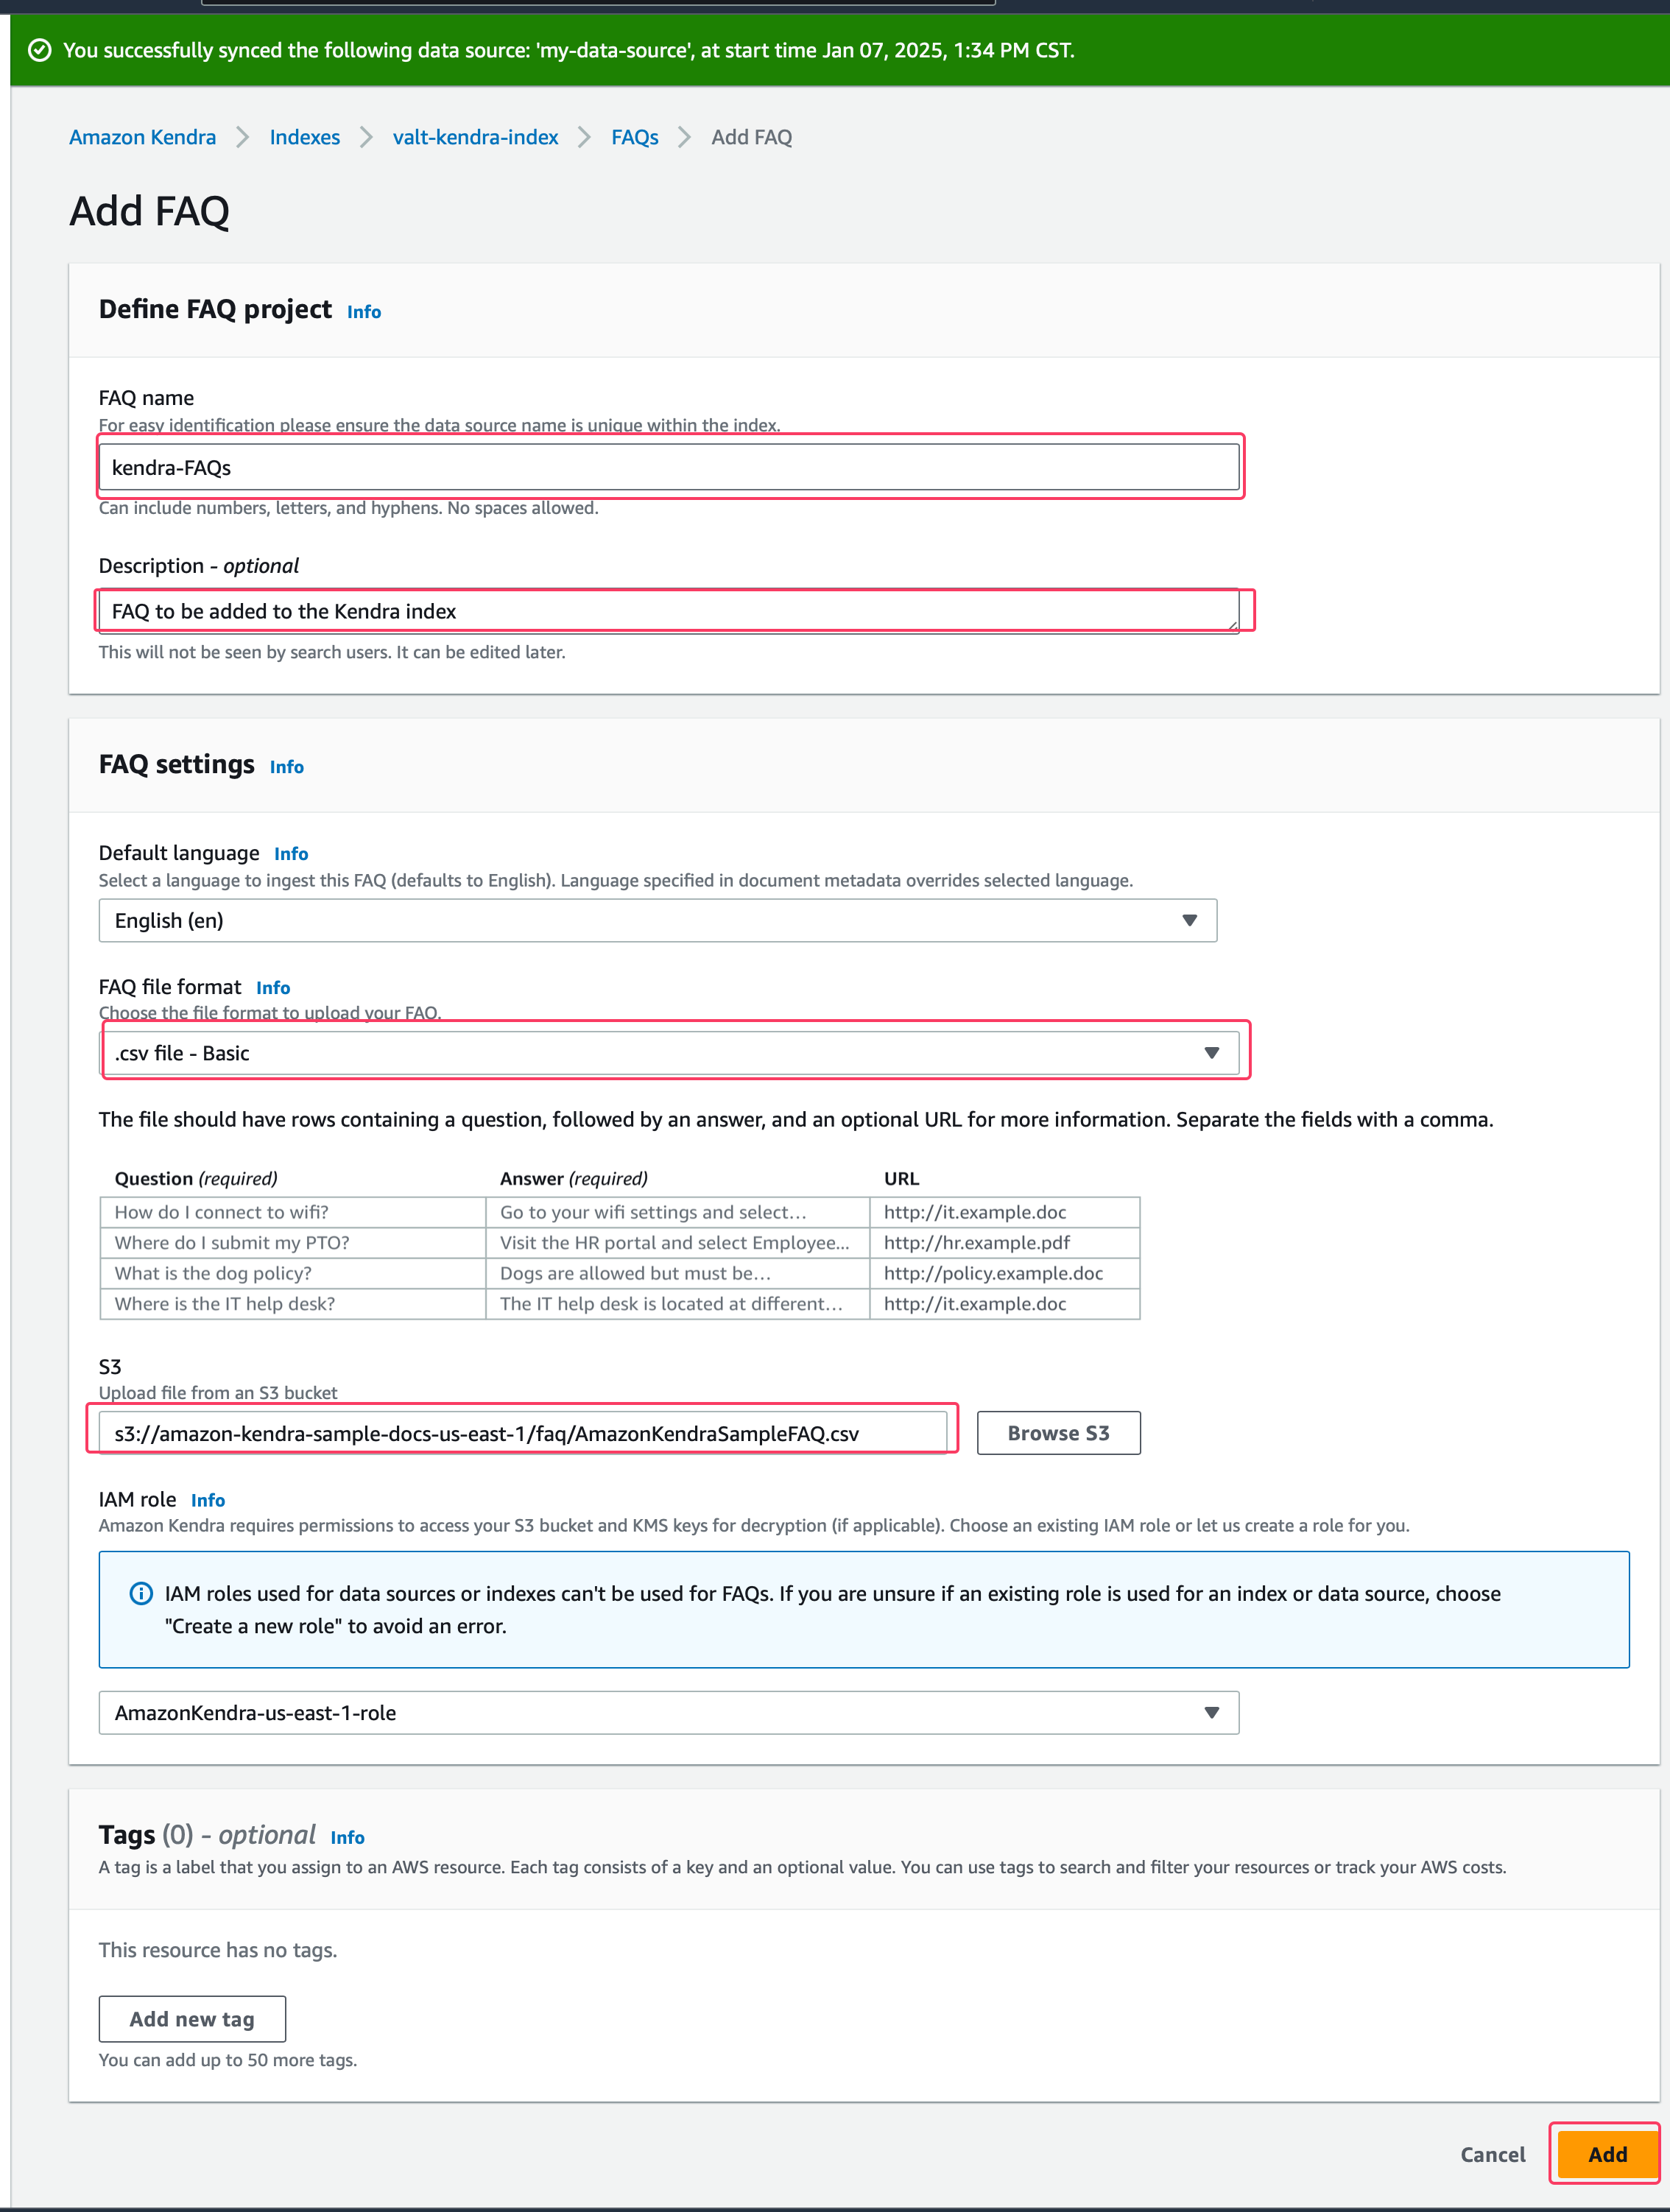 You successfully synced the following data source: 'my-data-source', at start time Jan 07, 2025, 1:34 PM CST.
Amazon Kendra > Indexes > valt-kendra-index > FAQs > Add FAQ
Add FAQ
Define FAQ project Info
FAQ name
For easy identification please ensure the data source name is unique within the index.
kendra-FAQs
Can include numbers, letters, and hyphens. No spaces allowed.
Description - optional
FAQ to be added to the Kendra index
This will not be seen by search users. It can be edited later.
FAQ settings Info
Default language Info
Select a language to ingest this FAQ (defaults to English). Language specified in document metadata overrides selected language.
English (en)
FAQ file format Info
Choose the file format to upload your FAQ.
.csv file - Basic
The file should have rows containing a question, followed by an answer, and an optional URL for more information. Separate the fields with a comma.
Question (required) Answer (required) URL
How do I connect to wifi? Go to your wifi settings and select... http://it.example.doc
Where do I submit my PTO? Visit the HR portal and select Employee... http://hr.example.pdf
What is the dog policy? Dogs are allowed but must be... http://policy.example.doc
Where is the IT help desk? The IT help desk is located at different... http://it.example.doc
S3
Upload file from an S3 bucket
s3://amazon-kendra-sample-docs-us-east-1/faq/AmazonKendraSampleFAQ.csv Browse S3
IAM role Info
Amazon Kendra requires permissions to access your S3 bucket and KMS keys for decryption (if applicable). Choose an existing IAM role or let us create a role for you.
IAM roles used for data sources or indexes can't be used for FAQs. If you are unsure if an existing role is used for an index or data source, choose
"Create a new role" to avoid an error.
AmazonKendra-us-east-1-role
Tags (0) - optional Info
A tag is a label that you assign to an AWS resource. Each tag consists of a key and an optional value. You can use tags to search and filter your resources or track your AWS costs.
This resource has no tags.
Add new tag
You can add up to 50 more tags.
Cancel Add